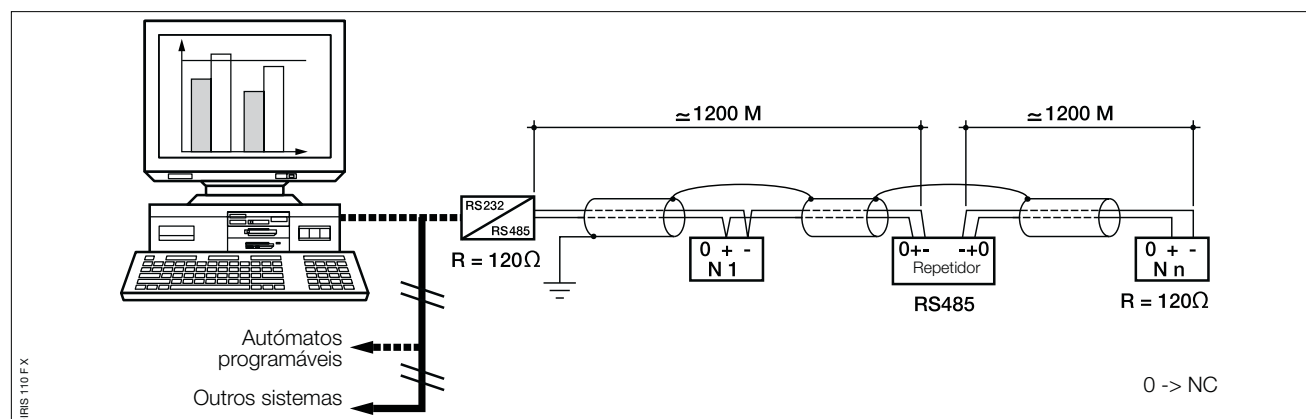 ≃1200 M
≃1200 M
RS232
RS485
R = 120Ω
0 + -
N 1
0+-
-+0
Repetidor
RS485
0 + -
N n
R = 120Ω
Autómatos
programáveis
Outros sistemas
0 -> NC
IRIS 110 F X